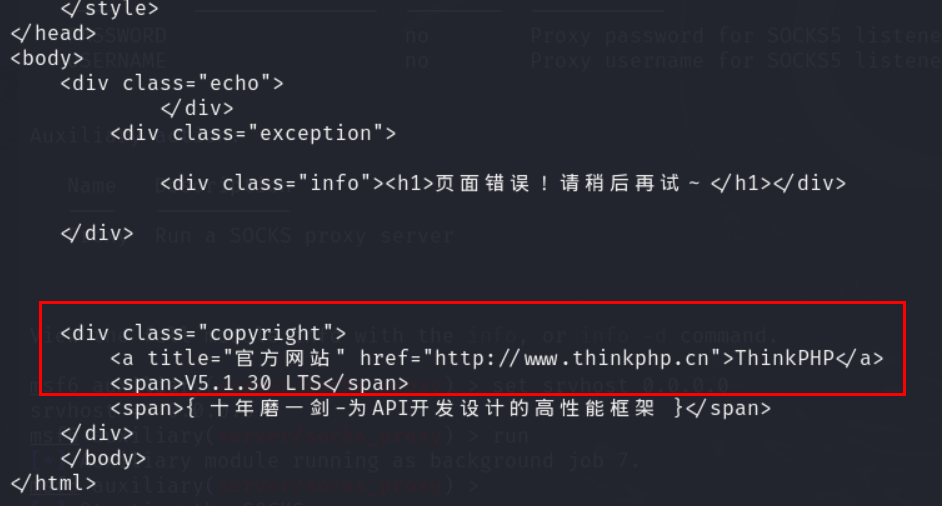 </style>
</head>
<body>
<div class="echo">
</div>
<div class="exception">
<div class="info"><h1>页面错误！请稍后再试～</h1></div>
</div>
<div class="copyright">
<a title="官方网站" href="http://www.thinkphp.cn">ThinkPHP</a>
<span>V5.1.30 LTS</span>
<span>{ 十年磨一剑-为API开发设计的高性能框架 }</span>
</div>
</body>
</html>